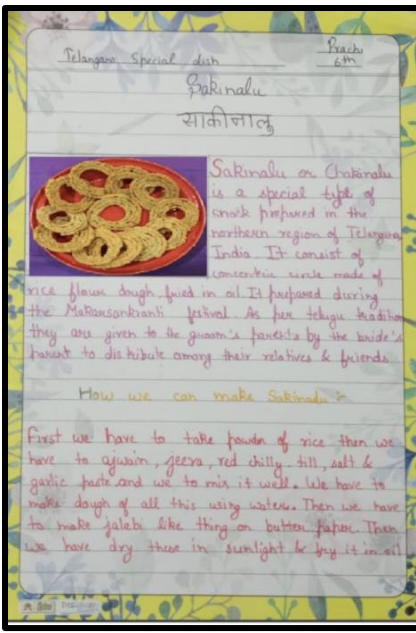 Telangana Special dish
Prachi
6th
Sakinalu
साकीनालु
Sakinalu or Chakinalu
is a special type of
snack prepared in the
northern region of Telangana,
India. It consist of
concentric circle made of
rice flour dough, fried in oil. It prepared during
the Makarsankranti festival As per telugu tradition
they are given to the groom's parents by the bride's
parent to distribute among their relatives & friends.
How we can make Sakinalu :-
First we have to take powder of rice then we
have to ajwain, jeera, red chilly, till, salt &
garlic paste and we to mix it well. We have to
make dough of all this using water. Then we have
to make jalebi like thing on butter paper. Then
we have dry these in sunlight & fry it in oil